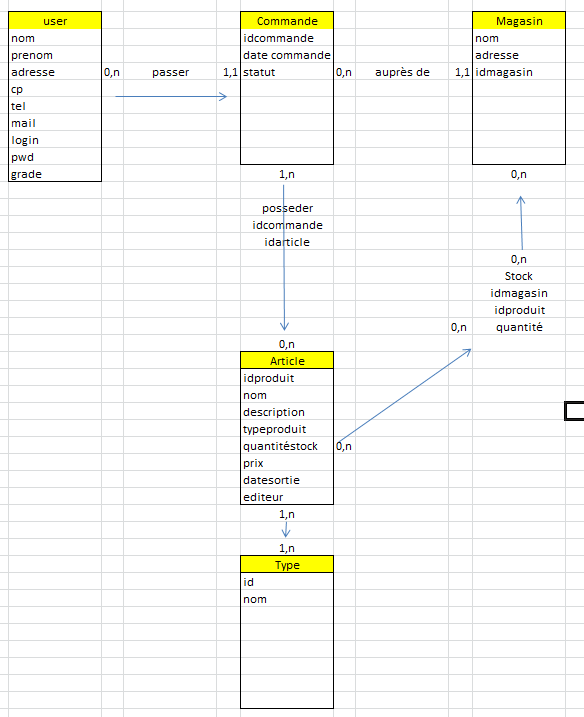 user
nom
prenom
adresse
cp
tel
mail
login
pwd
grade
0,n passer 1,1
Commande
idcommande
date commande
statut
0,n auprès de 1,1
Magasin
nom
adresse
idmagasin
1,n
posseder
idcommande
idarticle
0,n
0,n
0,n
Stock
idmagasin
idproduit
quantité
0,n
Article
idproduit
nom
description
typeproduit
quantitéstock
0,n
prix
datesortie
editeur
1,n
1,n
Type
id
nom